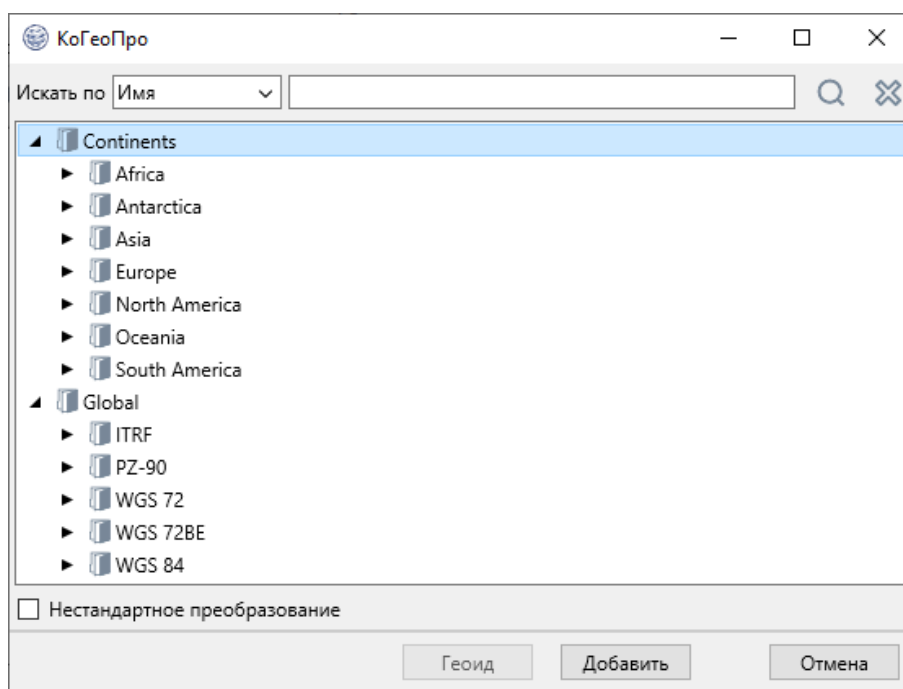 КоГеоПро
Искать по Имя
Continents
Africa
Antarctica
Asia
Europe
North America
Oceania
South America
Global
ITRF
PZ-90
WGS 72
WGS 72BE
WGS 84
Нестандартное преобразование
Геоид Добавить Отмена